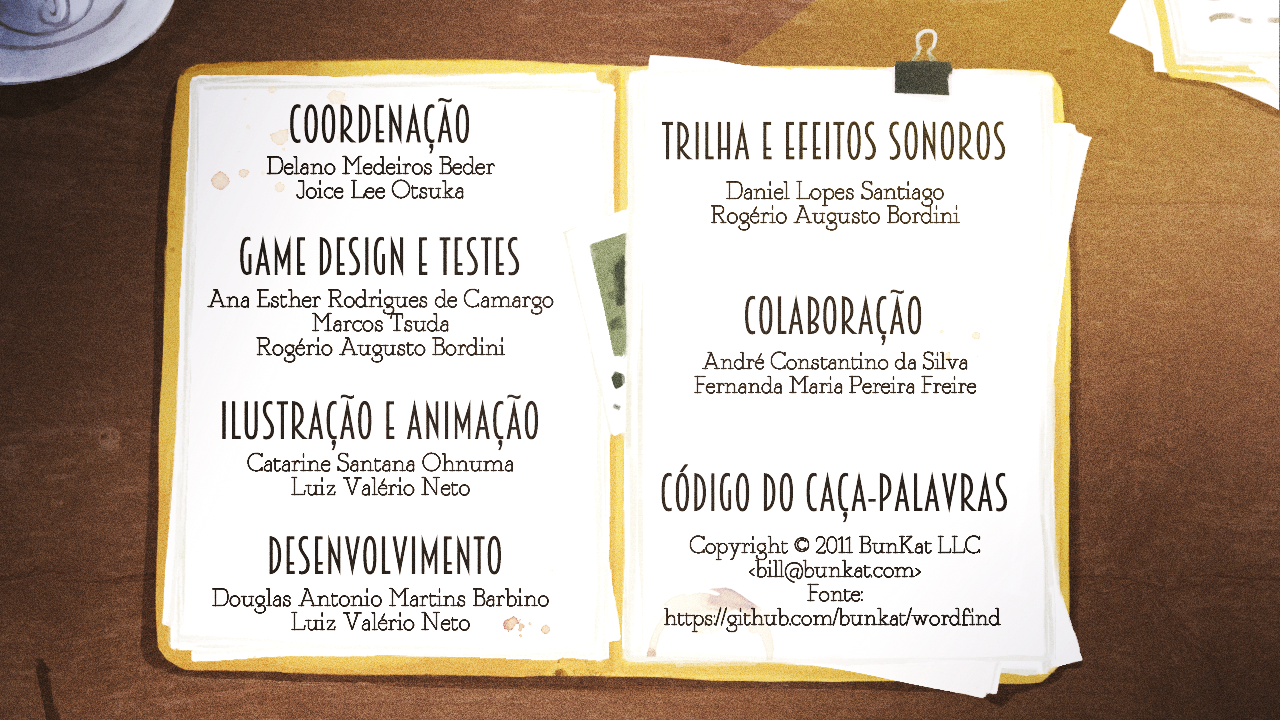 COORDENAÇÃO
Delano Medeiros Beder
Joice Lee Otsuka
GAME DESIGN E TESTES
Ana Esther Rodrigues de Camargo
Marcos Tsuda
Rogério Augusto Bordini
ILUSTRAÇÃO E ANIMAÇÃO
Catarine Santana Ohnuma
Luiz Valério Neto
DESENVOLVIMENTO
Douglas Antonio Martins Barbino
Luiz Valério Neto
TRILHA E EFEITOS SONOROS
Daniel Lopes Santiago
Rogério Augusto Bordini
COLABORAÇÃO
André Constantino da Silva
Fernanda Maria Pereira Freire
CÓDIGO DO CAÇA-PALAVRAS
Copyright © 2011 BunKat LLC
<bill@bunkat.com>
Fonte:
https://github.com/bunkat/wordfind